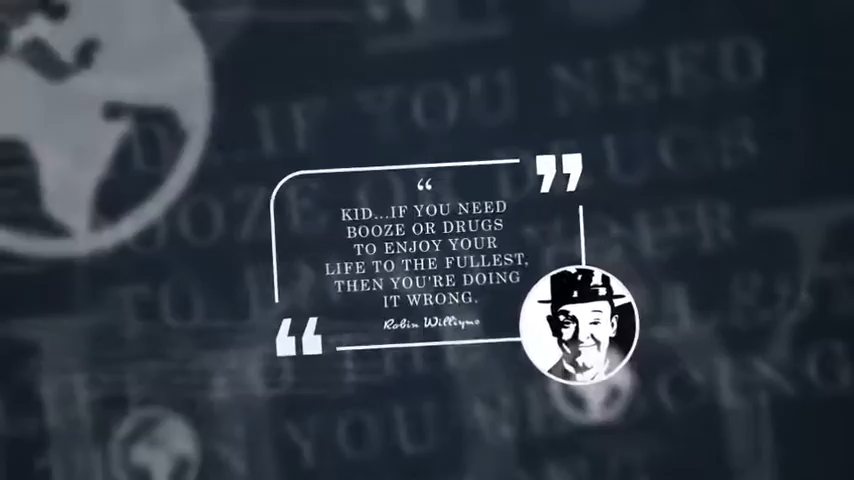 “
KID...IF YOU NEED
BOOZE OR DRUGS
TO ENJOY YOUR
LIFE TO THE FULLEST,
THEN YOU'RE DOING
IT WRONG.
Robin Williyno